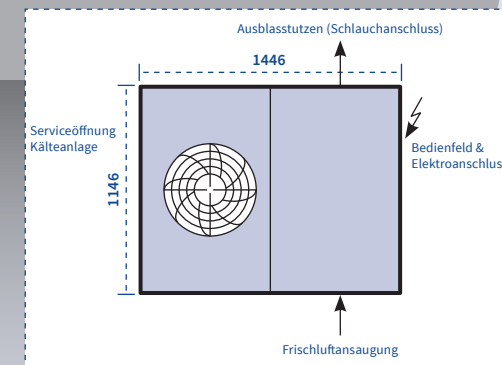 Ausblasstutzen (Schlauchanschluss)
1446
Serviceöffnung
Kälteanlage
Bedienfeld &
Elektroanschlus
1146
Frischluftansaugung